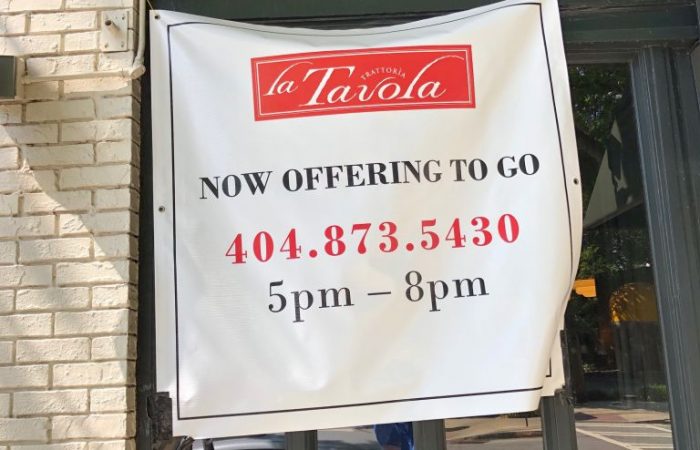 la Tavola
TRATTORIA
NOW OFFERING TO GO
404.873.5430
5pm – 8pm